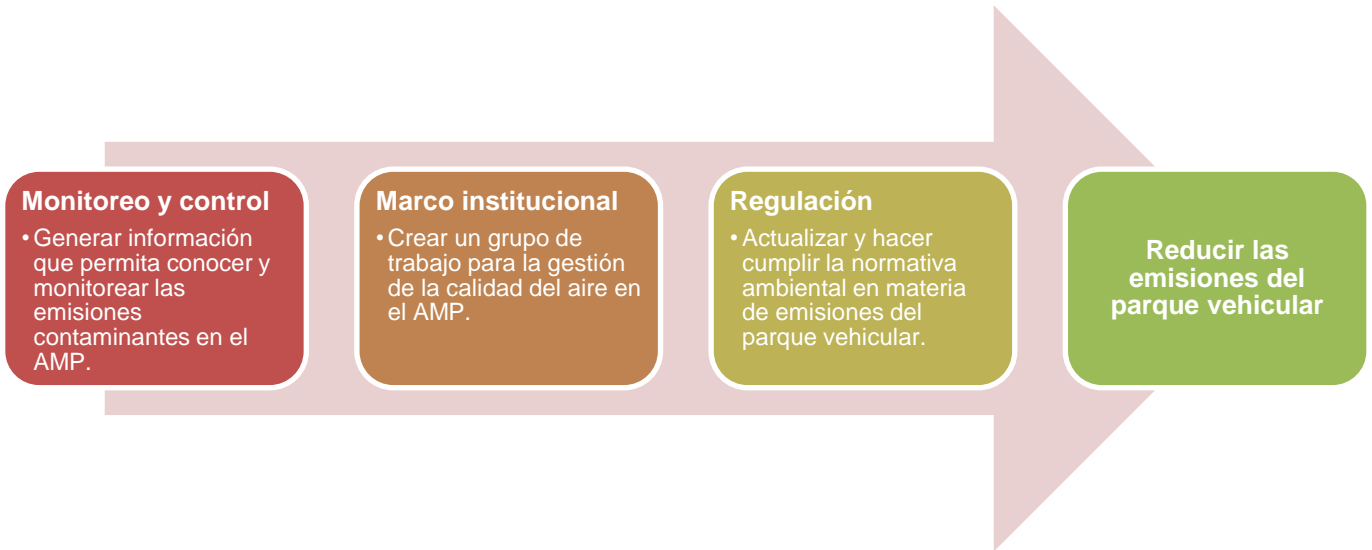 Monitoreo y control
• Generar información
que permita conocer y
monitorear las
emisiones
contaminantes en el
AMP.
Marco institucional
• Crear un grupo de
trabajo para la gestión
de la calidad del aire en
el AMP.
Regulación
• Actualizar y hacer
cumplir la normativa
ambiental en materia
de emisiones del
parque vehicular.
Reducir las
emisiones del
parque vehicular